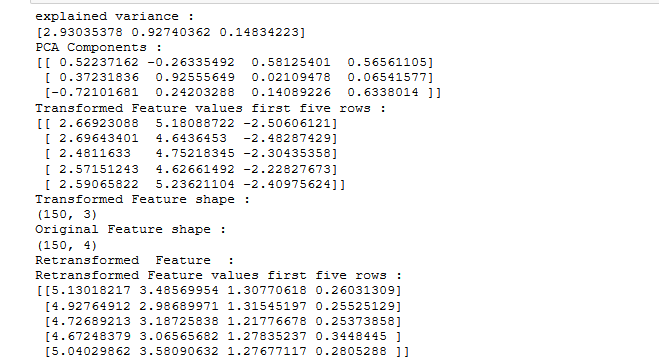 explained variance :
[2.93035378 0.92740362 0.14834223]
PCA Components :
[[ 0.52237162 -0.26335492  0.58125401  0.56561105]
 [ 0.37231836  0.92555649  0.02109478  0.06541577]
 [-0.72101681  0.24203288  0.14089226  0.6338014 ]]
Transformed Feature values first five rows :
[[ 2.66923088  5.18088722 -2.50606121]
 [ 2.69643401  4.6436453  -2.48287429]
 [ 2.4811633   4.75218345 -2.30435358]
 [ 2.57151243  4.62661492 -2.22827673]
 [ 2.59065822  5.23621104 -2.40975624]]
Transformed Feature shape :
(150, 3)
Original Feature shape :
(150, 4)
Retransformed  Feature  :
Retransformed Feature values first five rows :
[[5.13018217 3.48569954 1.30770618 0.26031309]
 [4.92764912 2.98689971 1.31545197 0.25525129]
 [4.72689213 3.18725838 1.21776678 0.25373858]
 [4.67248379 3.06565682 1.27835237 0.3448445 ]
 [5.04029862 3.58090632 1.27677117 0.2805288 ]]